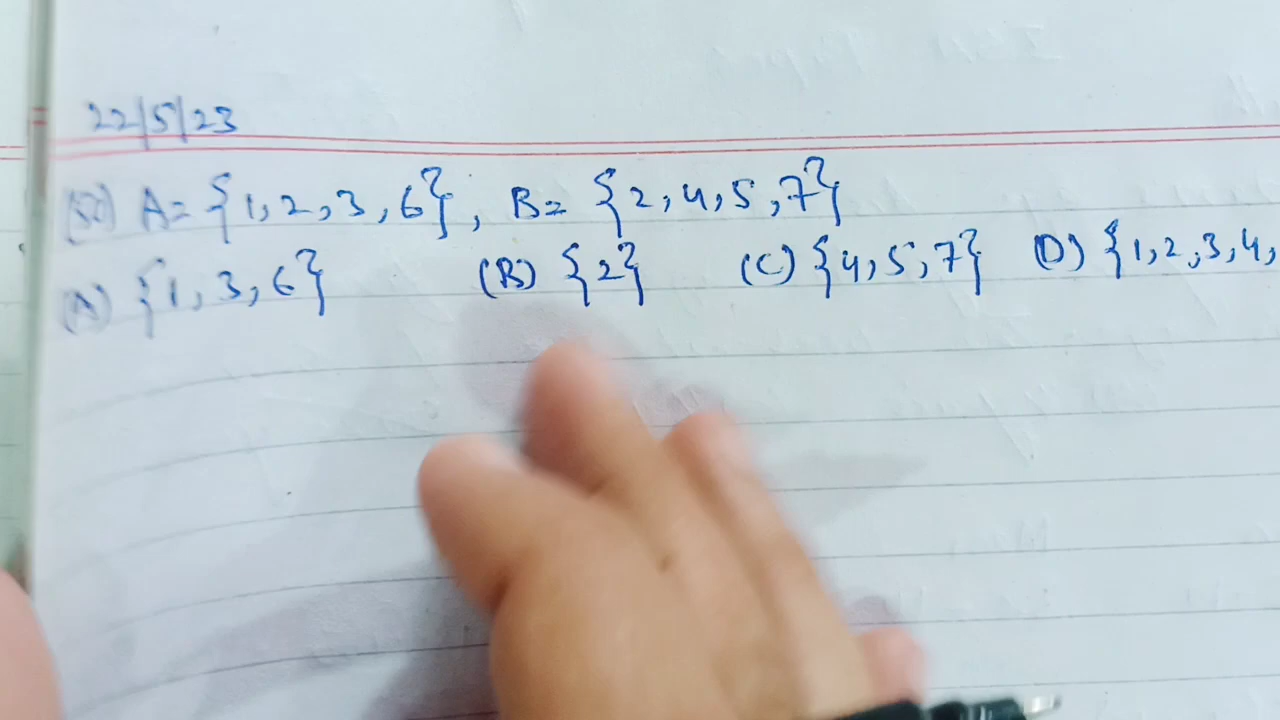 22/5/23
A= {1,2,3,6}, B= {2,4,5,7}
(A) {1,3,6} (B) {2} (C) {4,5,7} (D) {1,2,3,4,